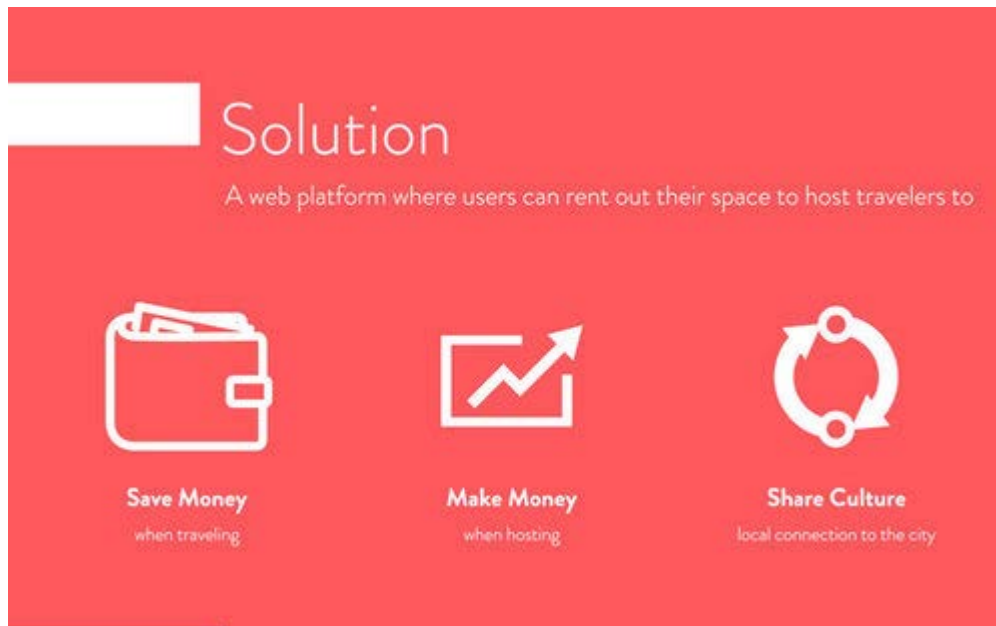 Solution
A web platform where users can rent out their space to host travelers to
Save Money
when traveling
Make Money
when hosting
Share Culture
local connection to the city